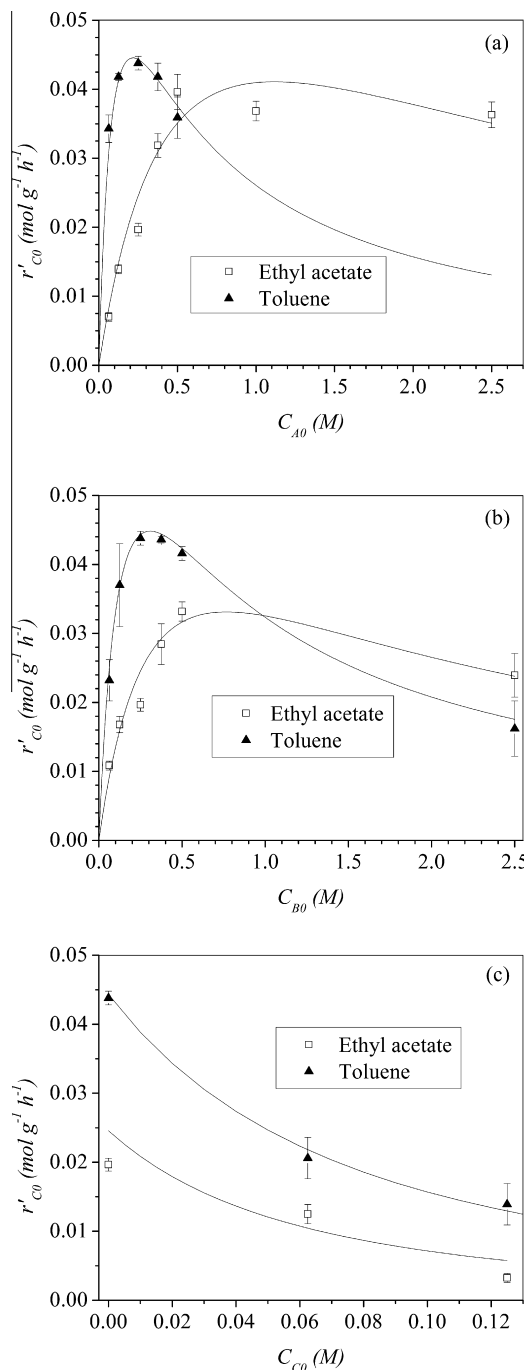 (a)
0.05
0.04
0.03
0.02
0.01
0.00
r'C0 (mol g-1 h-1)
Ethyl acetate
Toluene
0.0 0.5 1.0 1.5 2.0 2.5
CA0 (M)
(b)
0.05
0.04
0.03
0.02
0.01
0.00
r'C0 (mol g-1 h-1)
Ethyl acetate
Toluene
0.0 0.5 1.0 1.5 2.0 2.5
CB0 (M)
(c)
0.05
0.04
0.03
0.02
0.01
0.00
r'C0 (mol g-1 h-1)
Ethyl acetate
Toluene
0.00 0.02 0.04 0.06 0.08 0.10 0.12
CC0 (M)